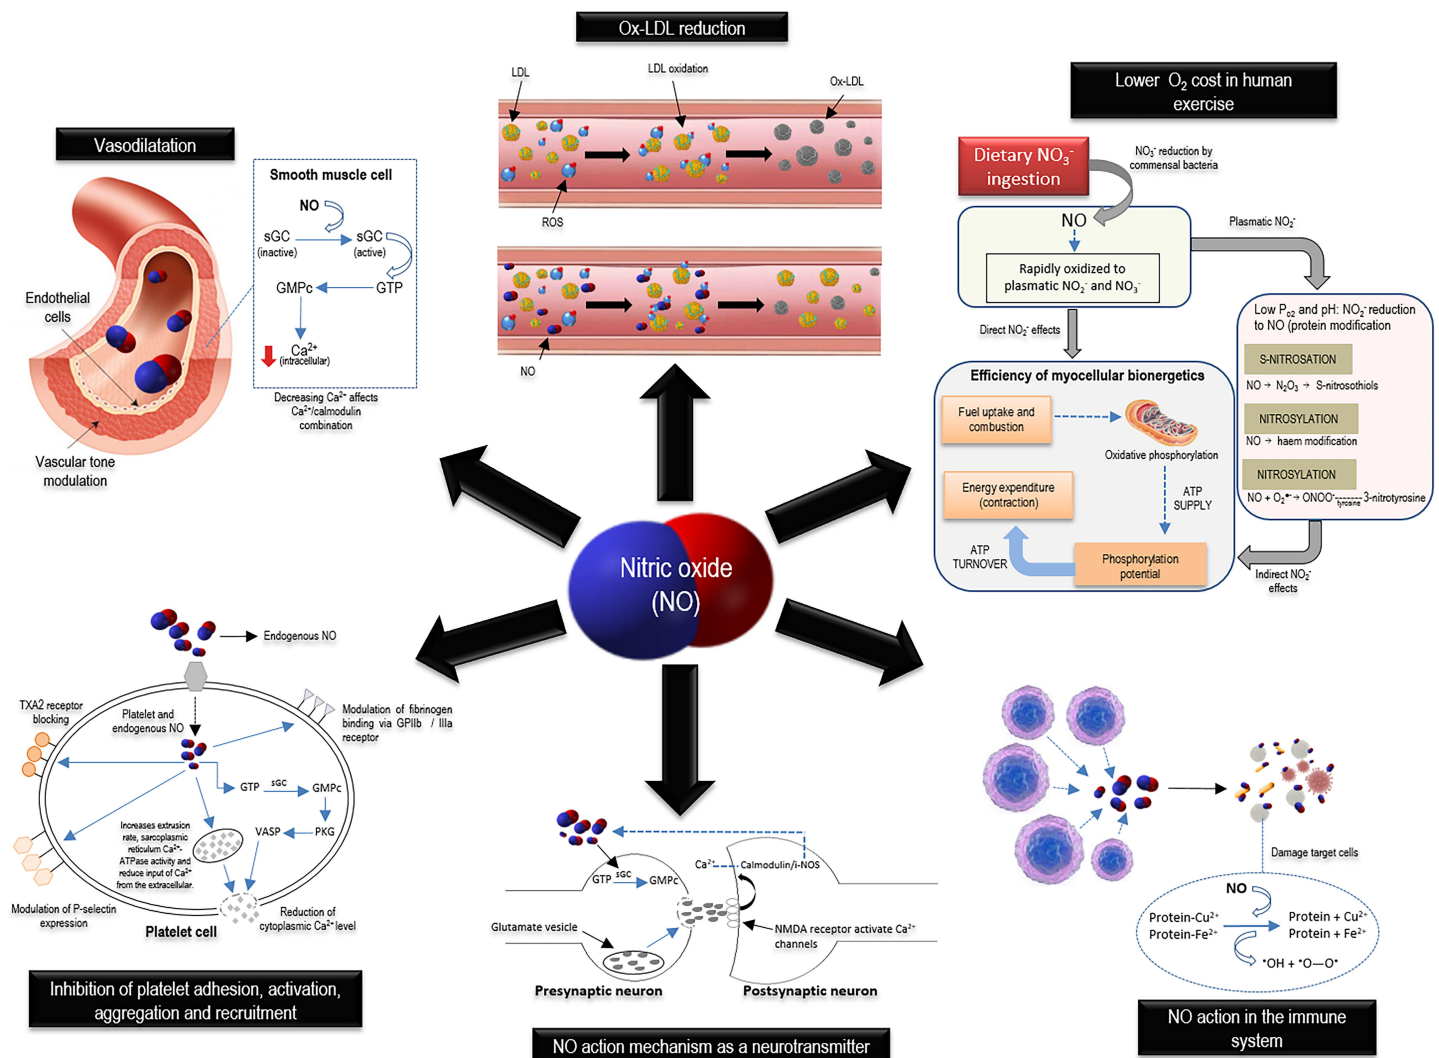 Ox-LDL reduction
LDL
LDL oxidation
Ox-LDL
ROS
NO
Lower O₂ cost in human
exercise
Dietary NO₃⁻
ingestion
NO₃⁻ reduction by
commensal bacteria
NO
Rapidly oxidized to
plasmatic NO₂⁻ and NO₃⁻
Plasmatic NO₂⁻
Direct NO₂⁻ effects
Low P₀₂ and pH: NO₂⁻ reduction
to NO (protein modification
S-NITROSATION
NO → N₂O₃ → S-nitrosothiols
NITROSYLATION
NO → haem modification
NITROSYLATION
NO + O₂•⁻→ ONOO⁻ tyrosine 3-nitrotyrosine
Indirect NO₂⁻
effects
Efficiency of myocellular bionergetics
Fuel uptake and
combustion
Oxidative phosphorylation
Energy expenditure
(contraction)
ATP
SUPPLY
ATP
TURNOVER
Phosphorylation
potential
Vasodilatation
Smooth muscle cell
NO
sGC
(inactive)
sGC
(active)
GMPc
GTP
Ca²⁺
(intracellular)
Decreasing Ca²⁺ affects
Ca²⁺/calmodulin
combination
Endothelial
cells
Vascular tone
modulation
Nitric oxide
(NO)
Endogenous NO
TXA2 receptor
blocking
Platelet and
endogenous NO
Modulation of fibrinogen
binding via GPIIb / IIIa
receptor
GTP
sGC
GMPc
VASP
PKG
Increases extrusion
rate, sarcoplasmic
reticulum Ca²⁺-
ATPase activity and
reduce input of Ca²⁺
from the extracellular.
Modulation of P-selectin
expression
Platelet cell
Reduction of
cytoplasmic Ca²⁺ level
Inhibition of platelet adhesion, activation,
aggregation and recruitment
GTP
sGC
GMPc
Ca²⁺
Calmodulin/i-NOS
Glutamate vesicle
NMDA receptor activate Ca²⁺
channels
Presynaptic neuron
Postsynaptic neuron
NO action mechanism as a neurotransmitter
Damage target cells
NO
Protein-Cu²⁺
Protein-Fe²⁺
Protein + Cu²⁺
Protein + Fe²⁺
•OH + •O—O•
NO action in the immune
system